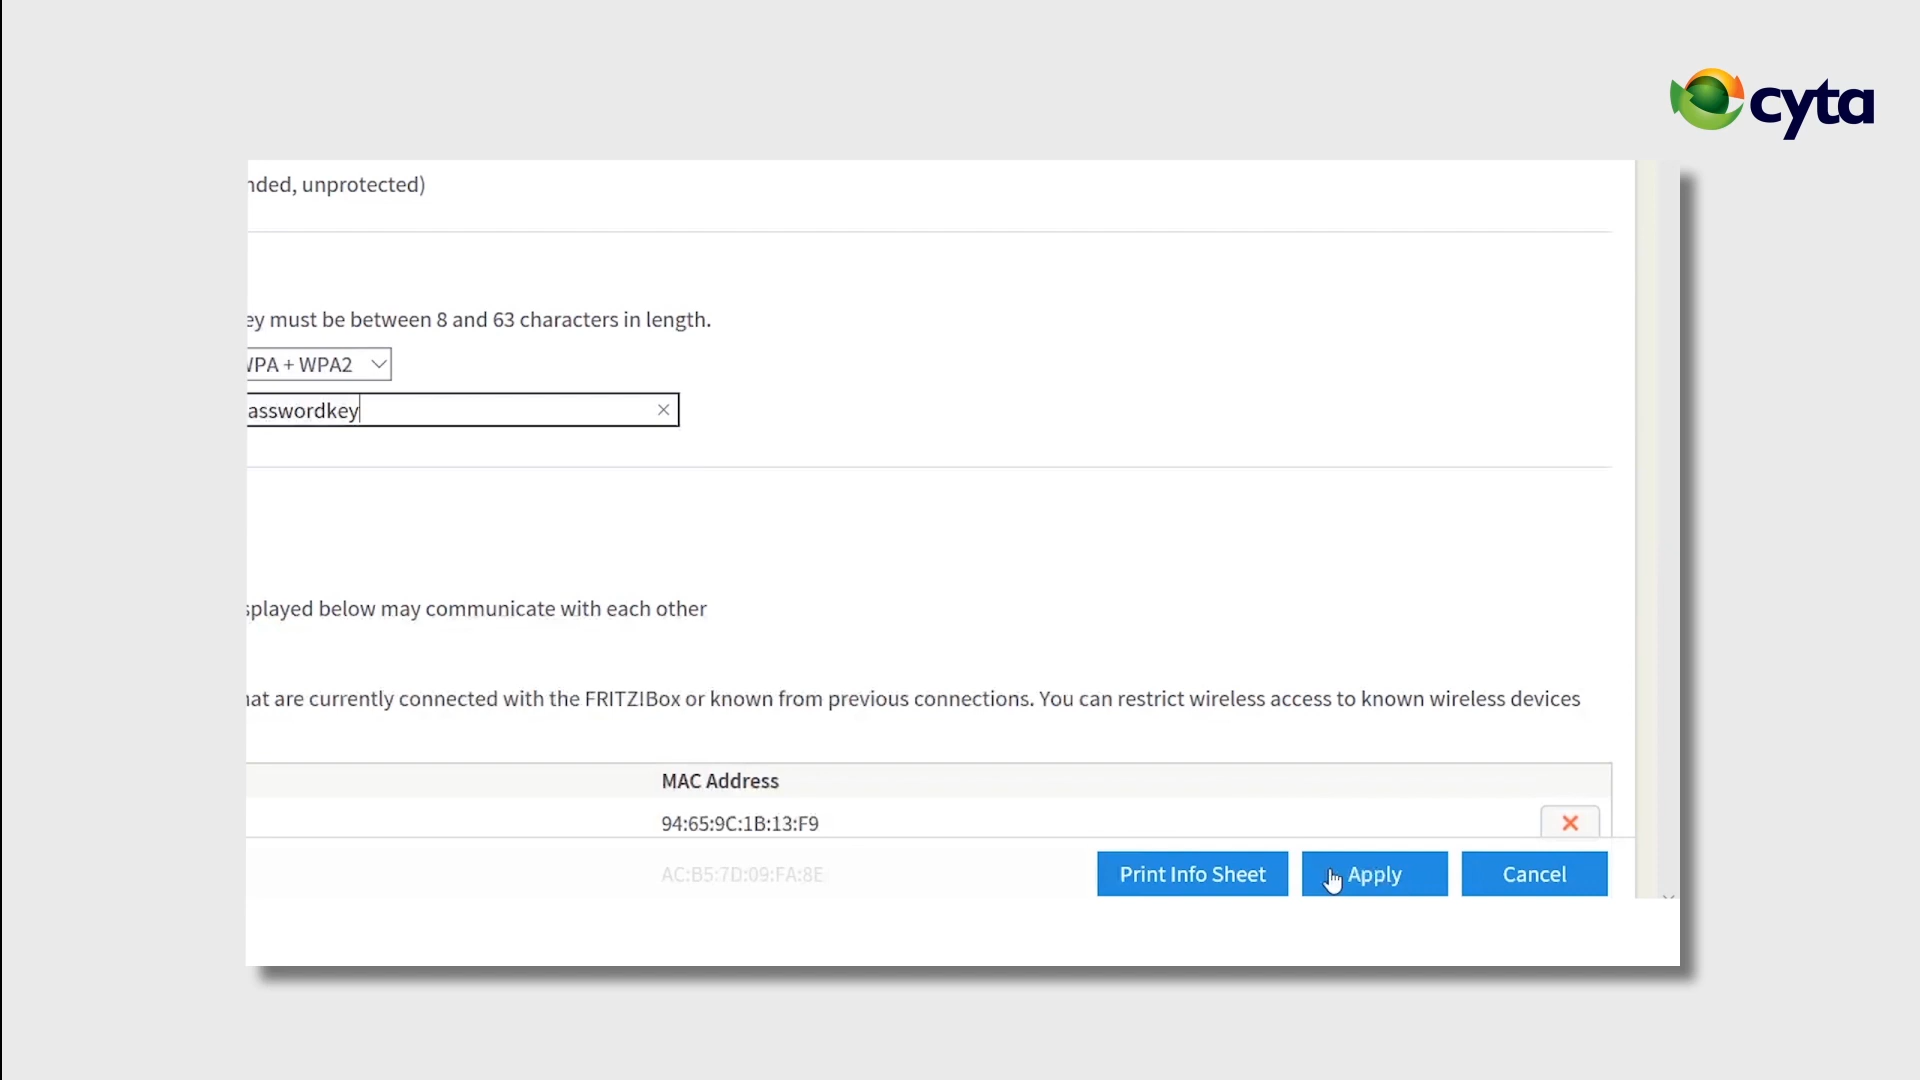 cyta
nded, unprotected)
ey must be between 8 and 63 characters in length.
WPA + WPA2
asswordkey
splayed below may communicate with each other
hat are currently connected with the FRITZ!Box or known from previous connections. You can restrict wireless access to known wireless devices
MAC Address
94:65:9C:1B:13:F9
AC:B5:7D:09:FA:8E
Print Info Sheet Apply Cancel